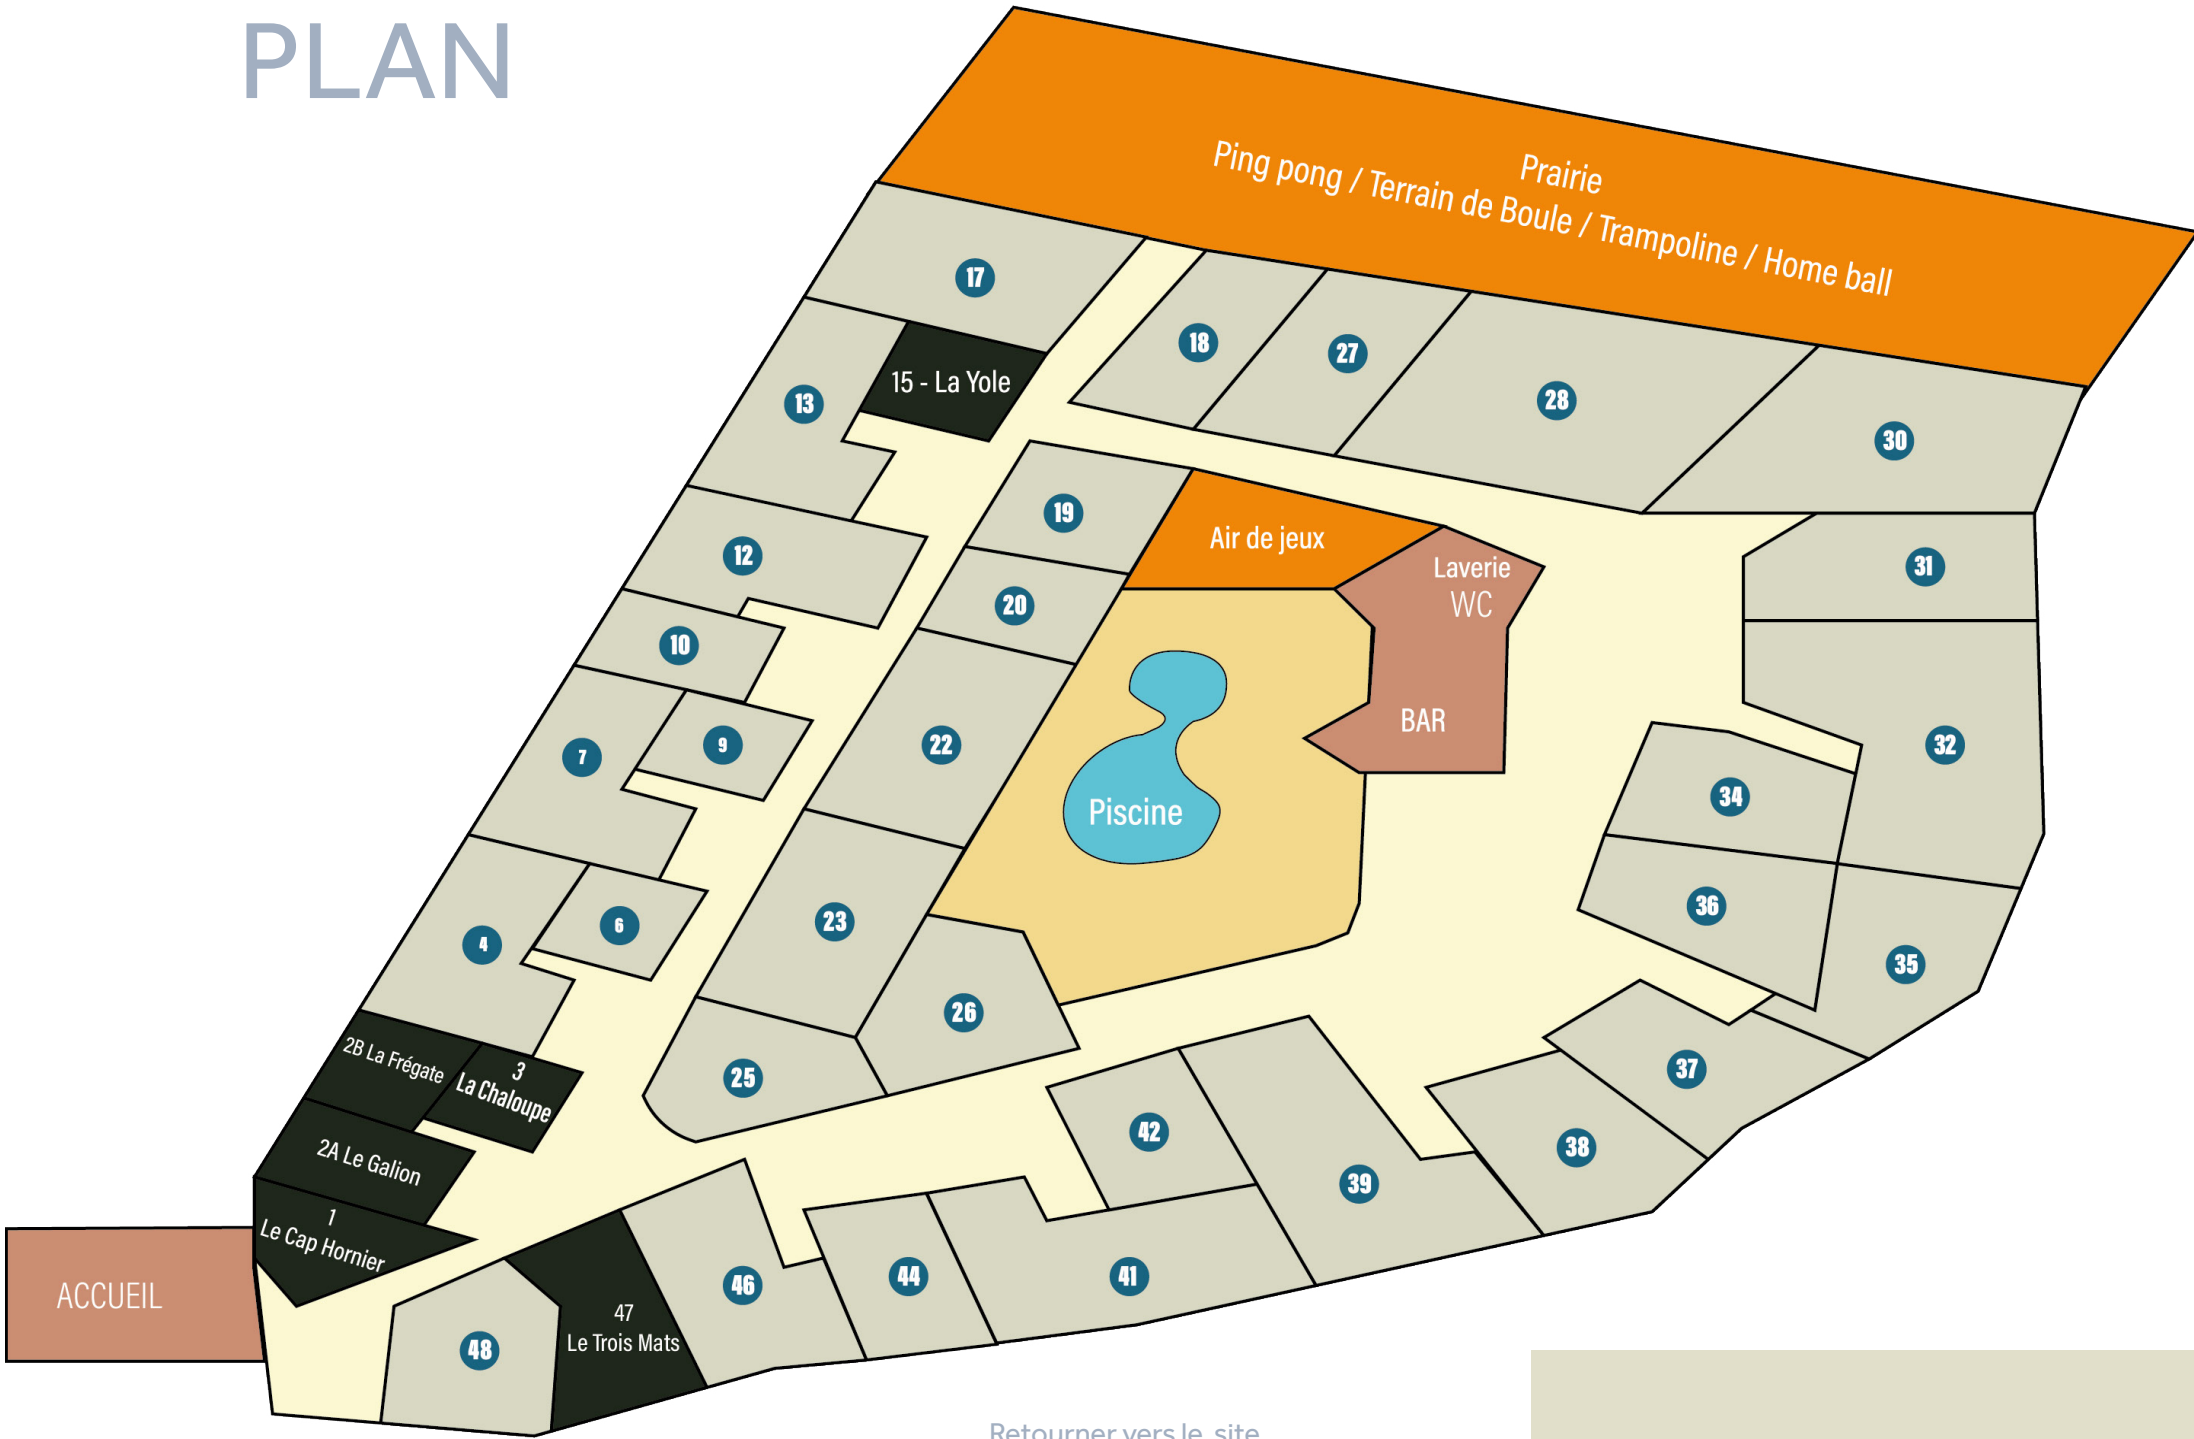 PLAN
Prairie
Ping pong / Terrain de Boule / Trampoline / Home ball
17
18
27
28
30
15 - La Yole
13
19
Air de jeux
Laverie
WC
31
12
20
10
BAR
32
9
7
22
34
Piscine
6
4
23
36
35
26
2B La Frégate
3
La Chaloupe
25
37
42
38
2A Le Galion
39
1
Le Cap Hornier
ACCUEIL
46
44
41
47
Le Trois Mats
48
Retourner vers le site